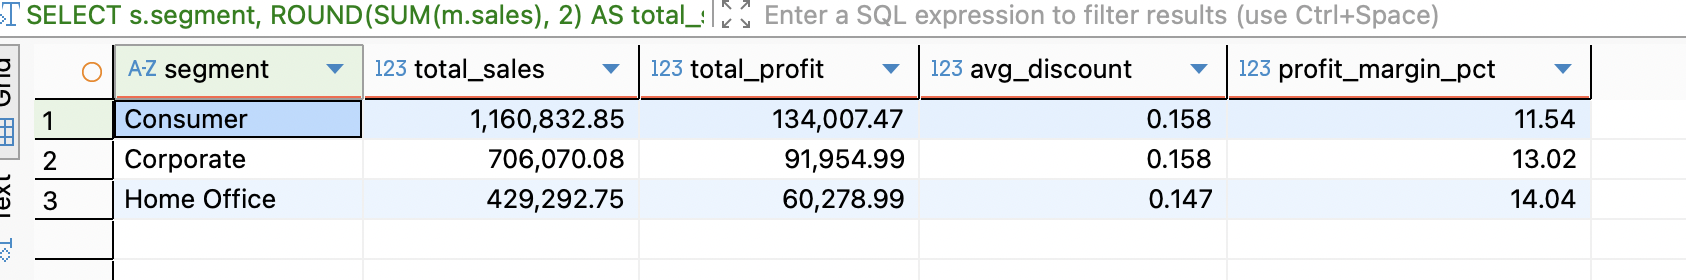 SELECT s.segment, ROUND(SUM(m.sales), 2) AS total_ Enter a SQL expression to filter results (use Ctrl+Space)
Grid
Text
A-Z segment 123 total_sales 123 total_profit 123 avg_discount 123 profit_margin_pct
1 Consumer 1,160,832.85 134,007.47 0.158 11.54
2 Corporate 706,070.08 91,954.99 0.158 13.02
3 Home Office 429,292.75 60,278.99 0.147 14.04